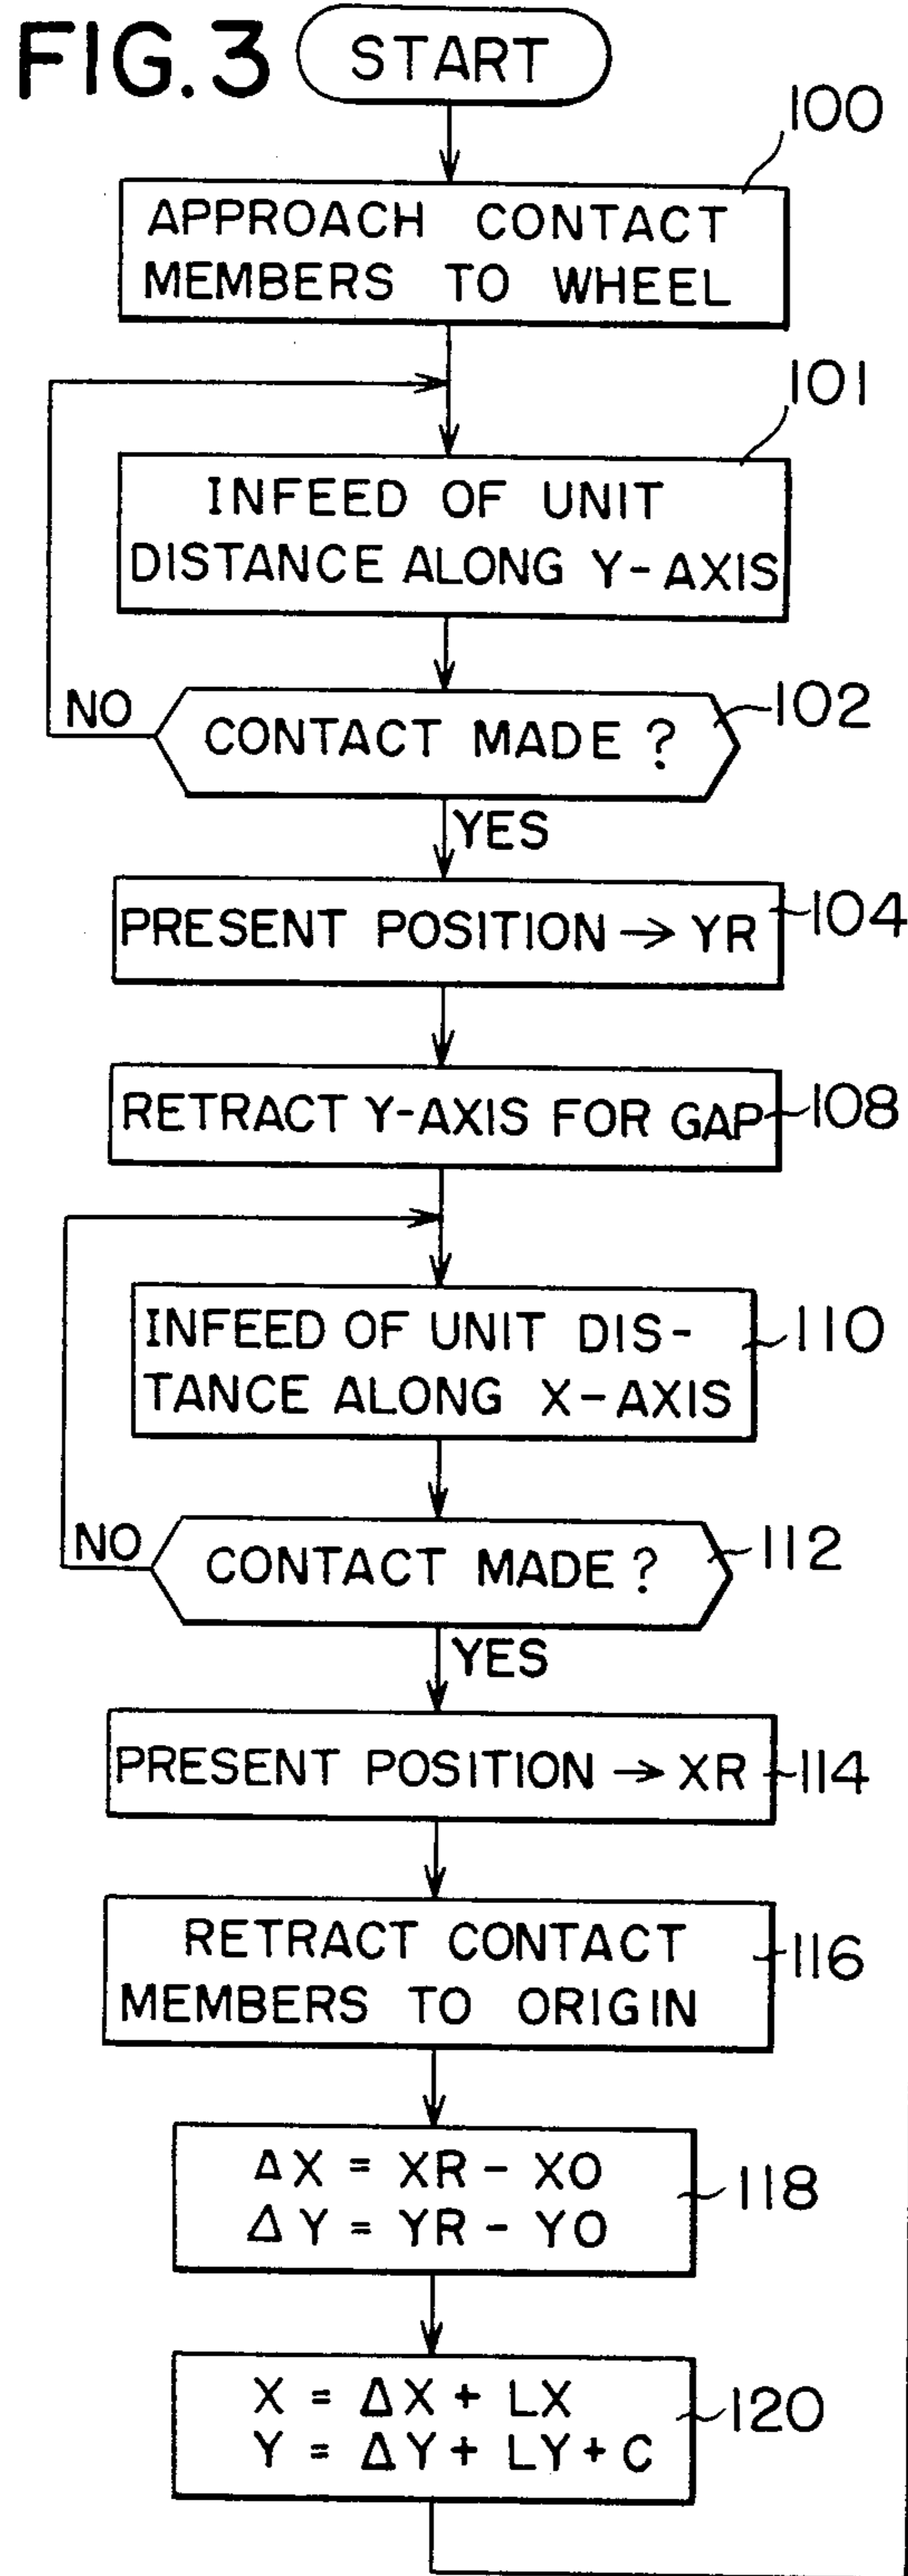 FIG. 3
START
100
APPROACH CONTACT
MEMBERS TO WHEEL
101
INFEED OF UNIT
DISTANCE ALONG Y-AXIS
NO
CONTACT MADE ?
102
YES
PRESENT POSITION → YR
104
RETRACT Y-AXIS FOR GAP
108
INFEED OF UNIT DIS-
TANCE ALONG X-AXIS
110
NO
CONTACT MADE ?
112
YES
PRESENT POSITION → XR
114
RETRACT CONTACT
MEMBERS TO ORIGIN
116
ΔX = XR - XO
ΔY = YR - YO
118
X = ΔX + LX
Y = ΔY + LY + C
120